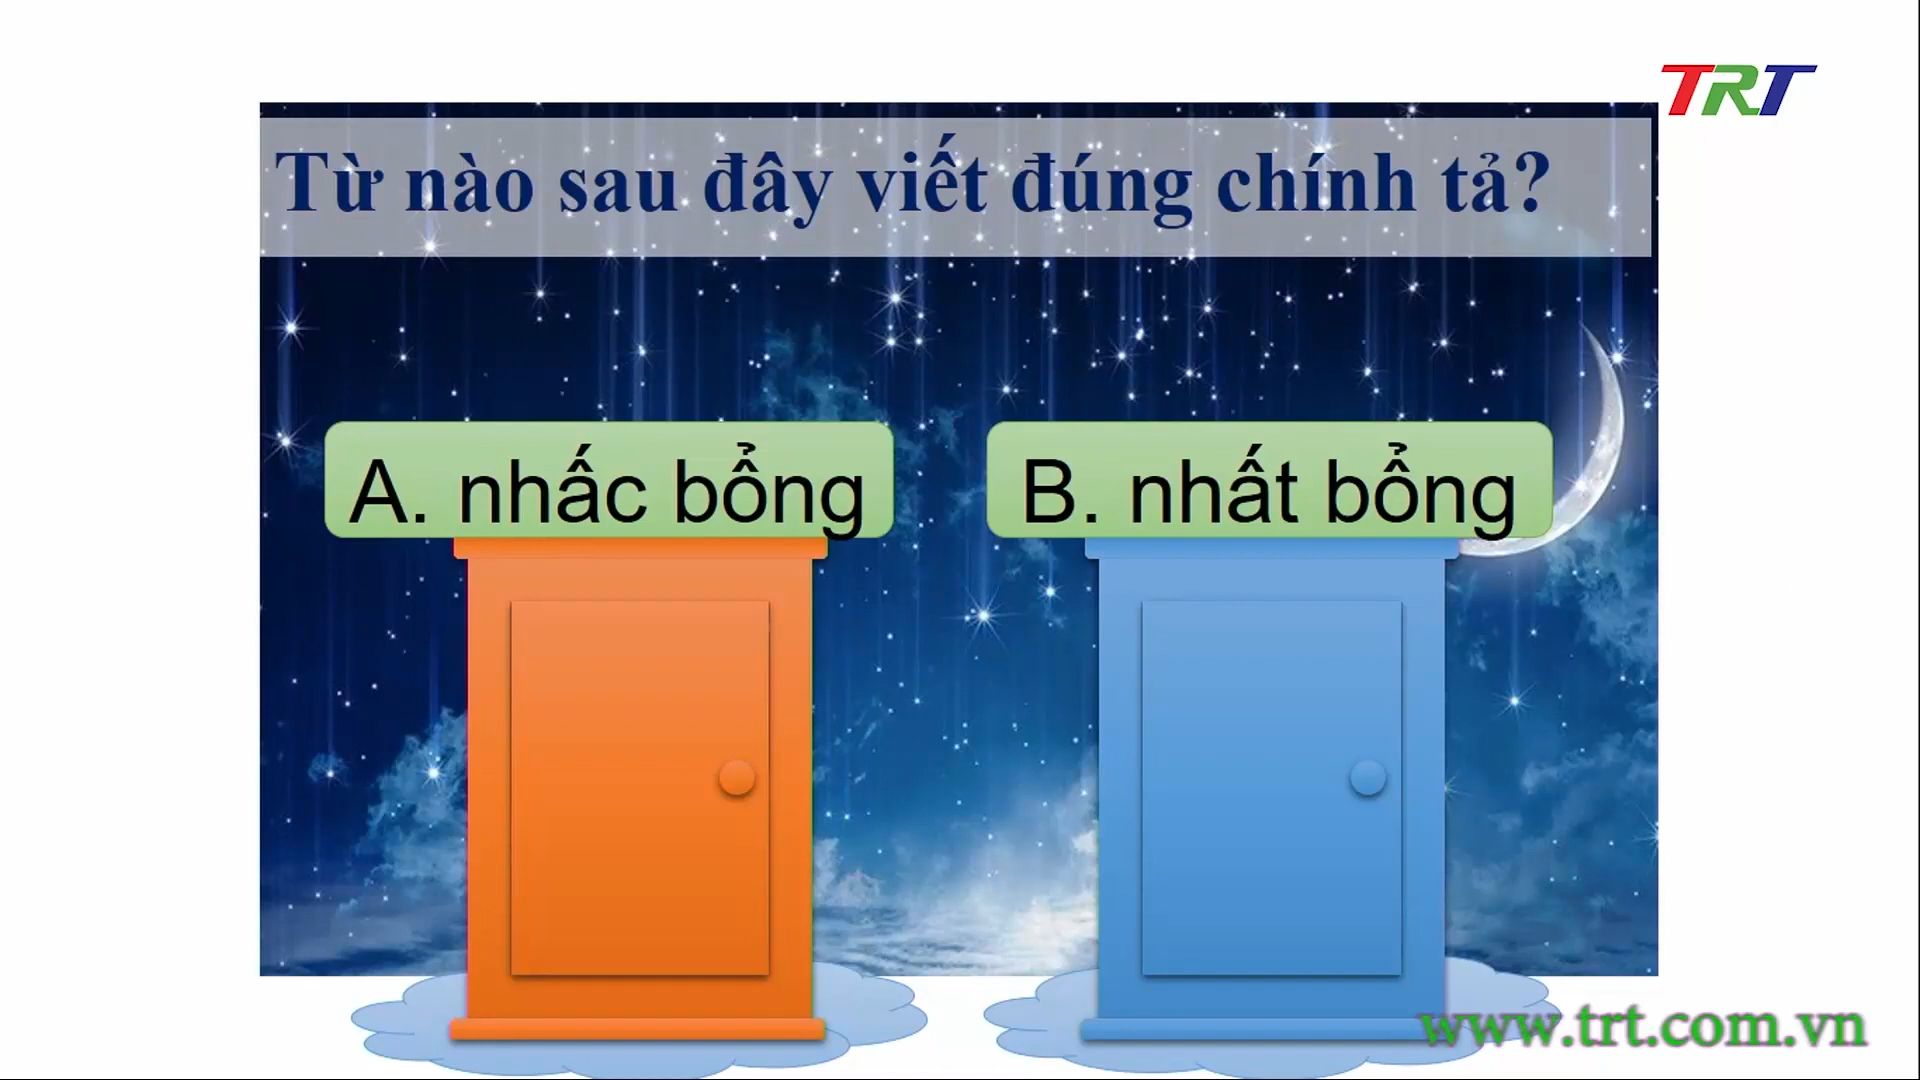 TRT
Từ nào sau đây viết đúng chính tả?
A. nhấc bổng
B. nhất bổng
www.trt.com.vn